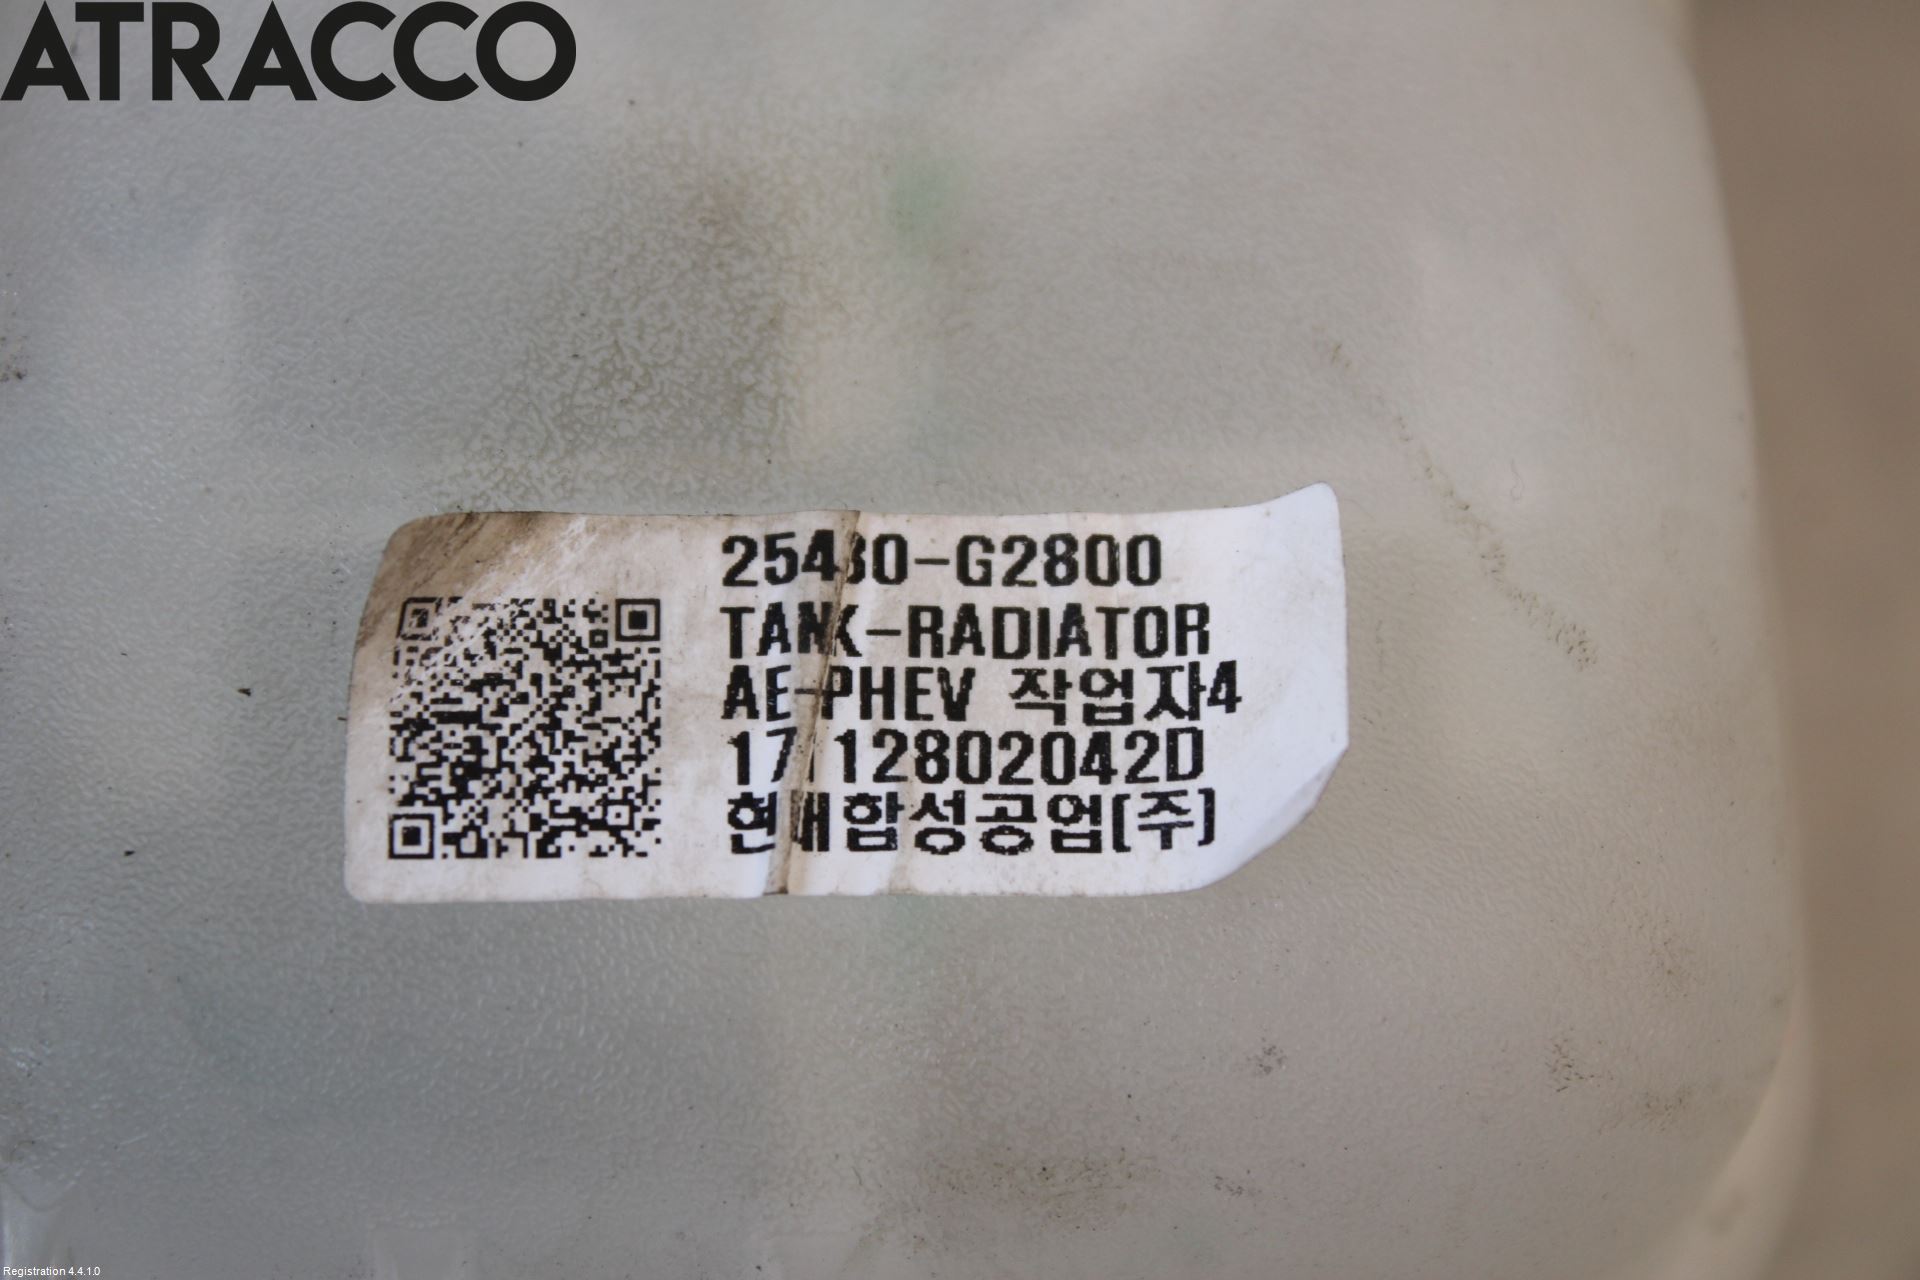 ATRACCO
25430-G2800
TANK-RADIATOR
AE-PHEV 작업자4
17112802042D
현대합성공업[주]
Registration 4.4.1.0